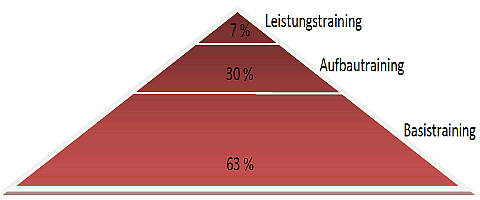 7 % Leistungstraining
30 % Aufbautraining
Basistraining
63 %